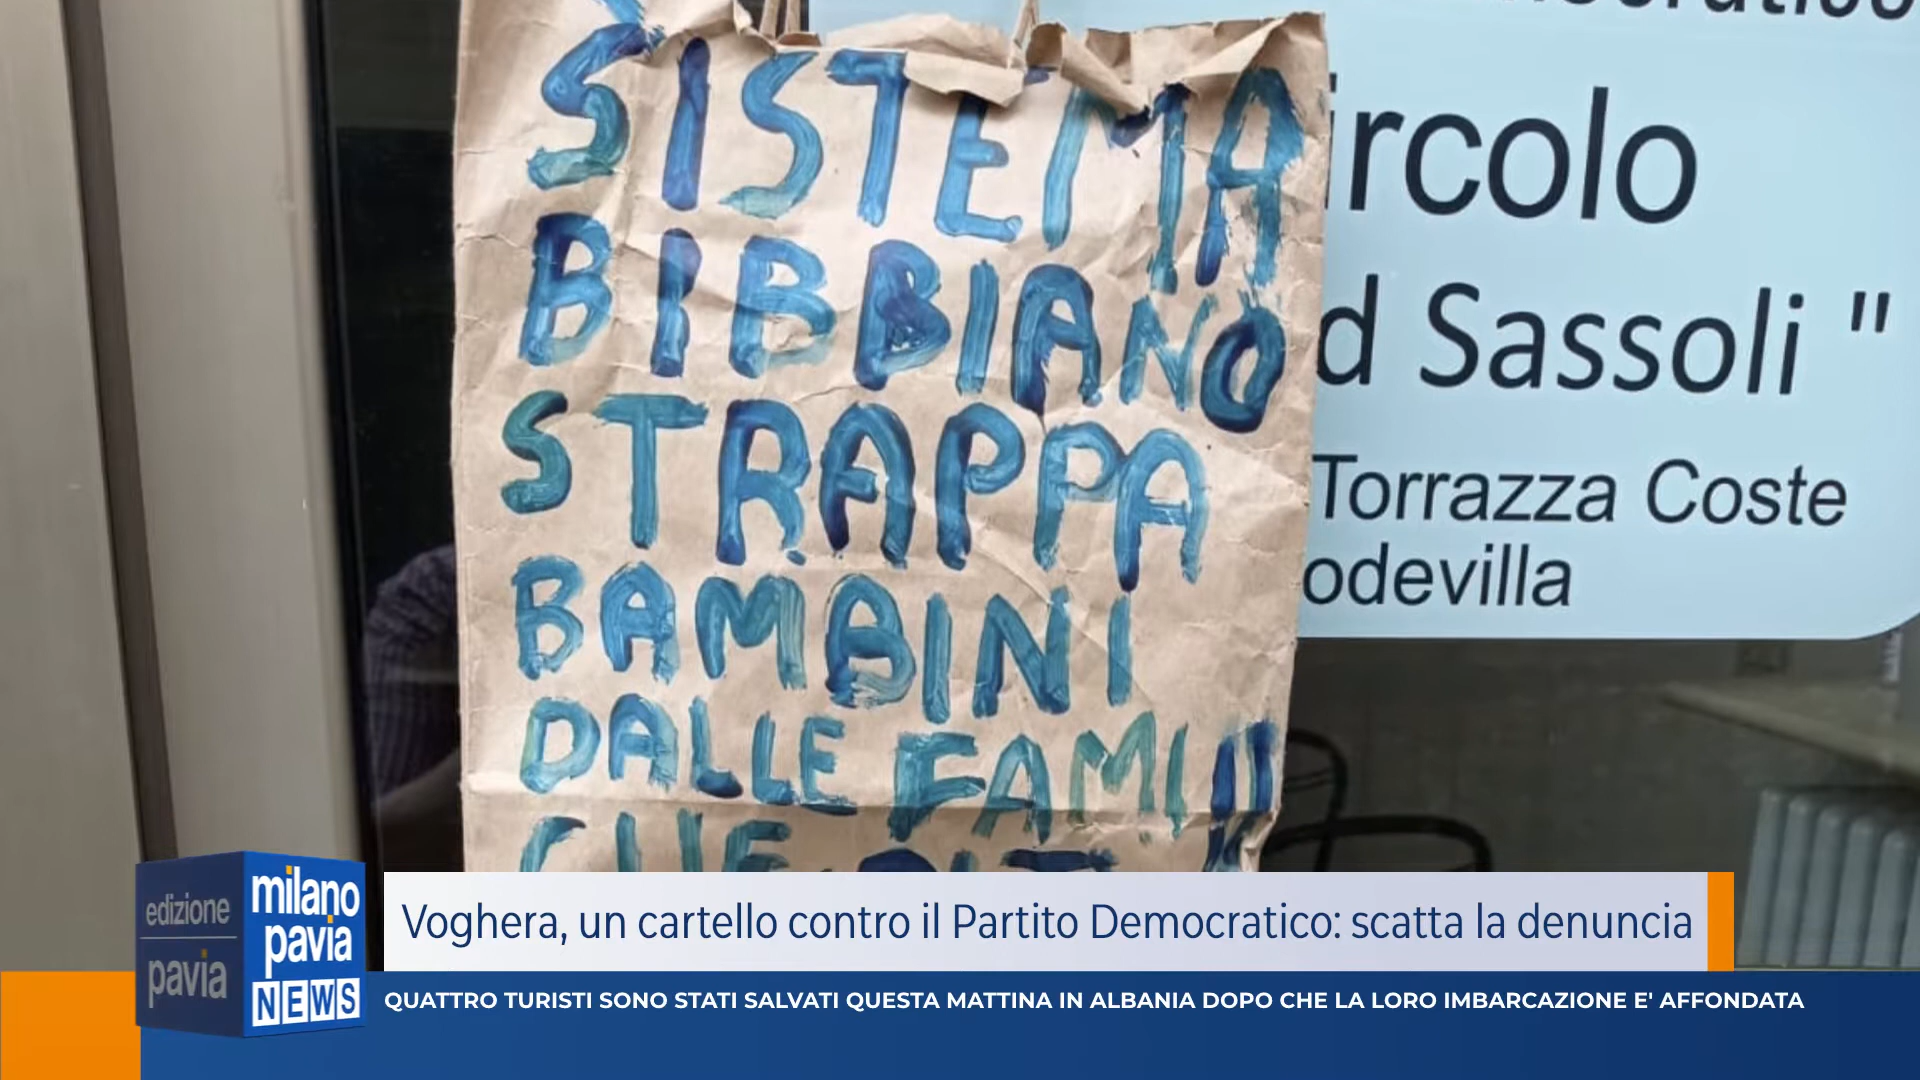 SISTEMA
BIBBIANO
STRAPPA
BAMBINI
DALLE FAMI
CHE
ircolo
d Sassoli "
Torrazza Coste
odevilla
Voghera, un cartello contro il Partito Democratico: scatta la denuncia
edizione
pavia
milano
pavia
NEWS
QUATTRO TURISTI SONO STATI SALVATI QUESTA MATTINA IN ALBANIA DOPO CHE LA LORO IMBARCAZIONE E' AFFONDATA